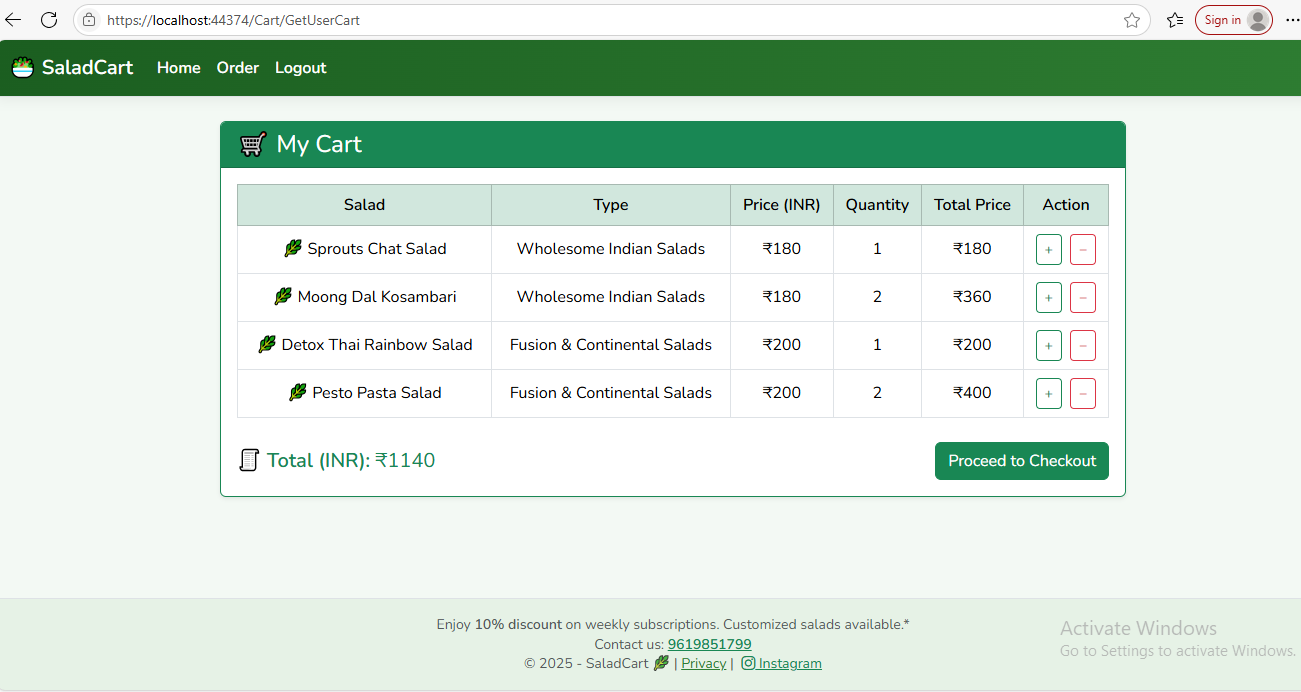 https://localhost:44374/Cart/GetUserCart
Sign in
SaladCart Home Order Logout
My Cart
Salad Type Price (INR) Quantity Total Price Action
Sprouts Chat Salad Wholesome Indian Salads ₹180 1 ₹180 + −
Moong Dal Kosambari Wholesome Indian Salads ₹180 2 ₹360 + −
Detox Thai Rainbow Salad Fusion & Continental Salads ₹200 1 ₹200 + −
Pesto Pasta Salad Fusion & Continental Salads ₹200 2 ₹400 + −
Total (INR): ₹1140 Proceed to Checkout
Enjoy 10% discount on weekly subscriptions. Customized salads available.*
Contact us: 9619851799
© 2025 - SaladCart | Privacy | Instagram
Activate Windows
Go to Settings to activate Windows.